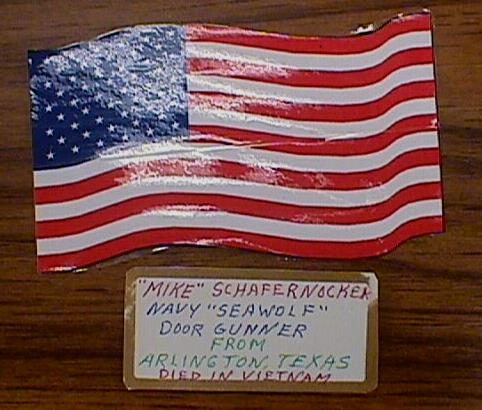 "MIKE" SCHAFERNOCKER
NAVY "SEAWOLF"
DOOR GUNNER
FROM
ARLINGTON, TEXAS
DIED IN VIETNAM